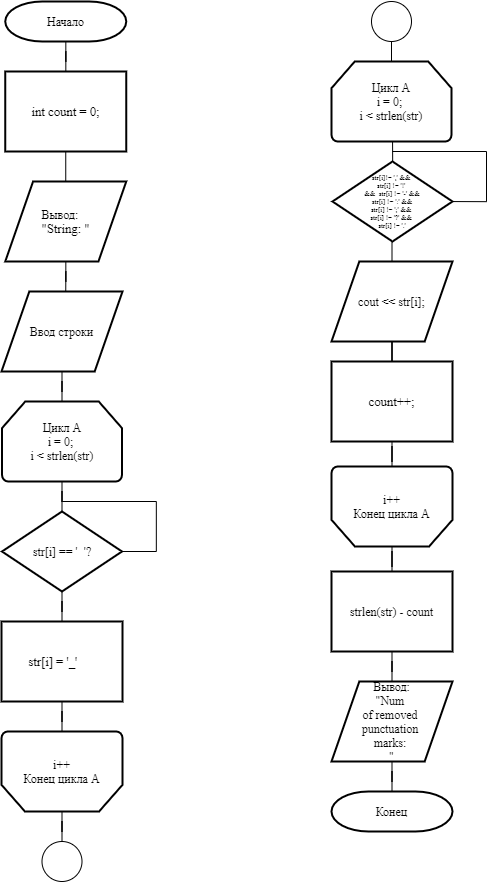 Начало
int count = 0;
Вывод:
"String: "
Ввод строки
Цикл A
i = 0;
i < strlen(str)
str[i] == ' '?
str[i] = '_'
i++
Конец цикла A
Цикл A
i = 0;
i < strlen(str)
cout << str[i];
count++;
i++
Конец цикла A
strlen(str) - count
Вывод:
"Num
of removed
punctuation
marks:
"
Конец